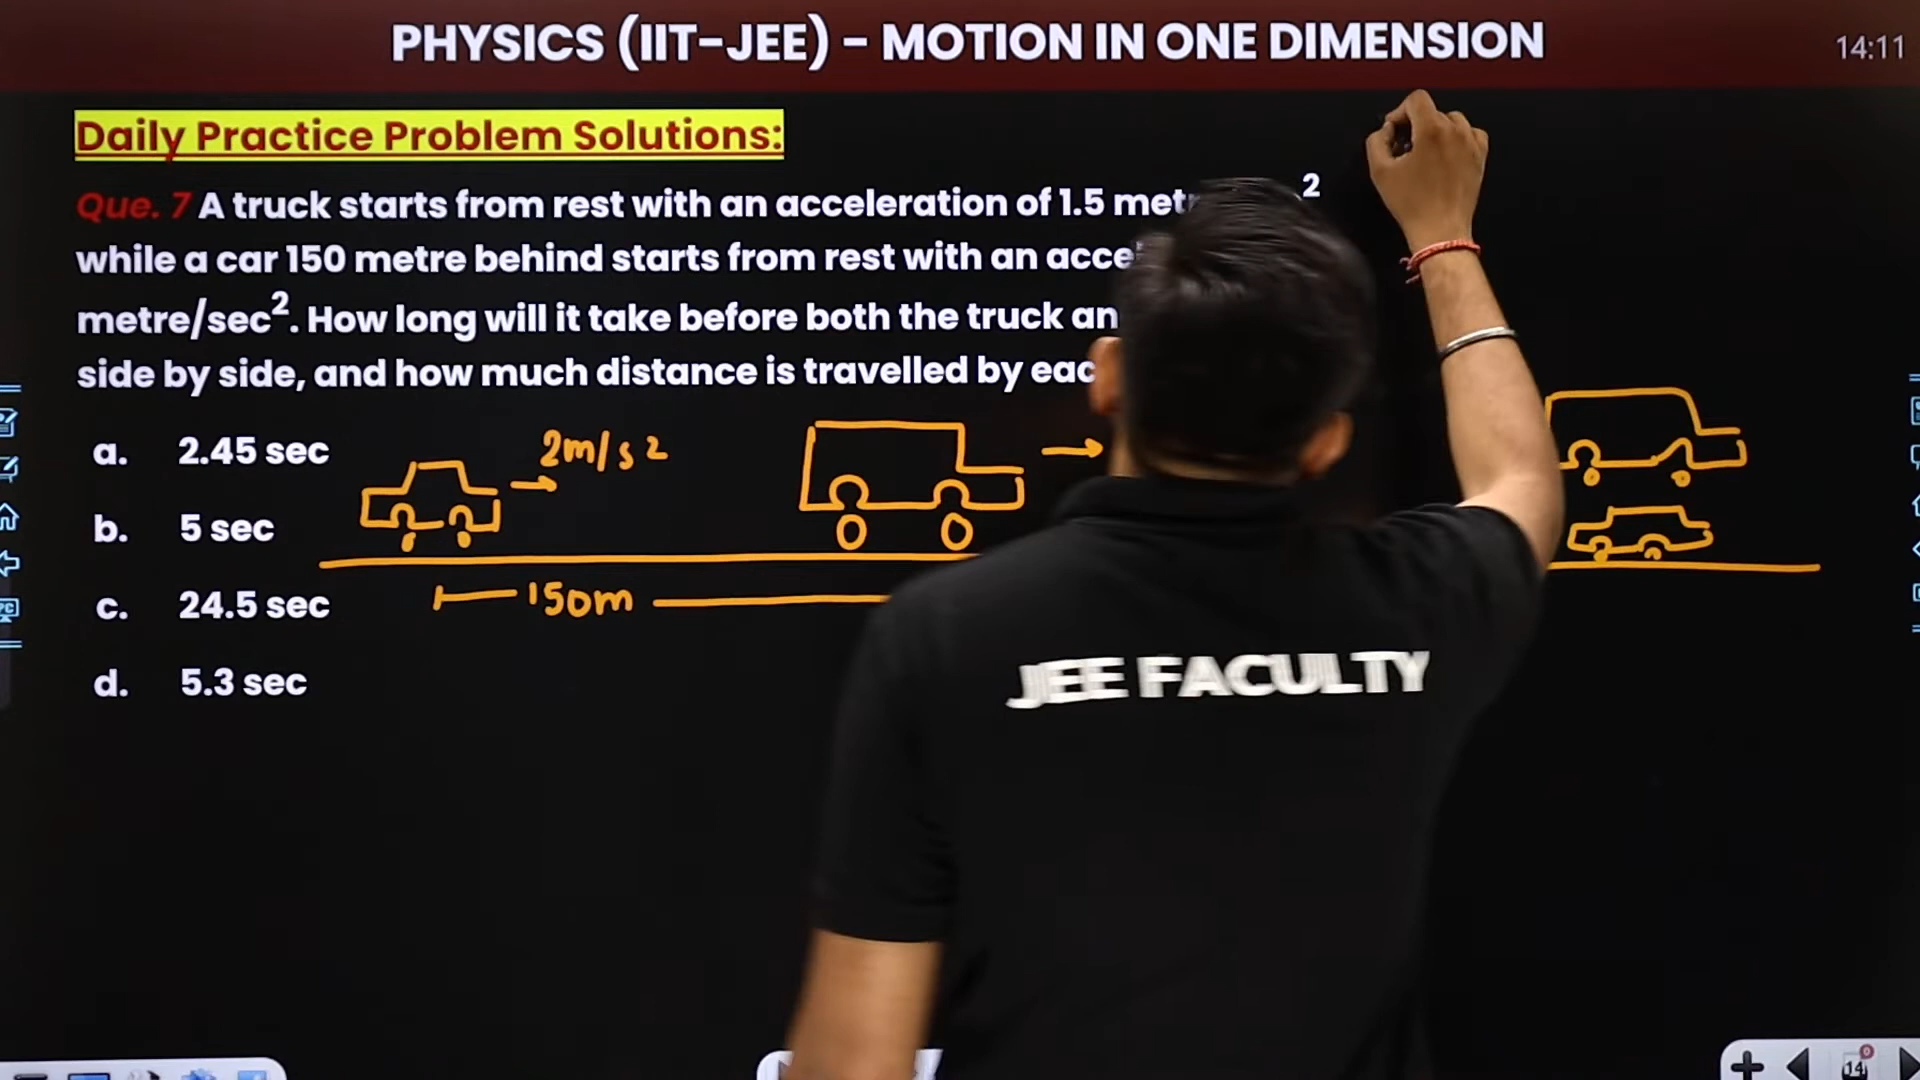 PHYSICS (IIT-JEE) - MOTION IN ONE DIMENSION
14:11
Daily Practice Problem Solutions:
Que. 7 A truck starts from rest with an acceleration of 1.5 2
while a car 150 metre behind starts from rest with an
metre/sec². How long will it take before both the truck
side by side, and how much distance is travelled by
a. 2.45 sec
2m/s²
b. 5 sec
150m
c. 24.5 sec
d. 5.3 sec
JEE FACULTY
14